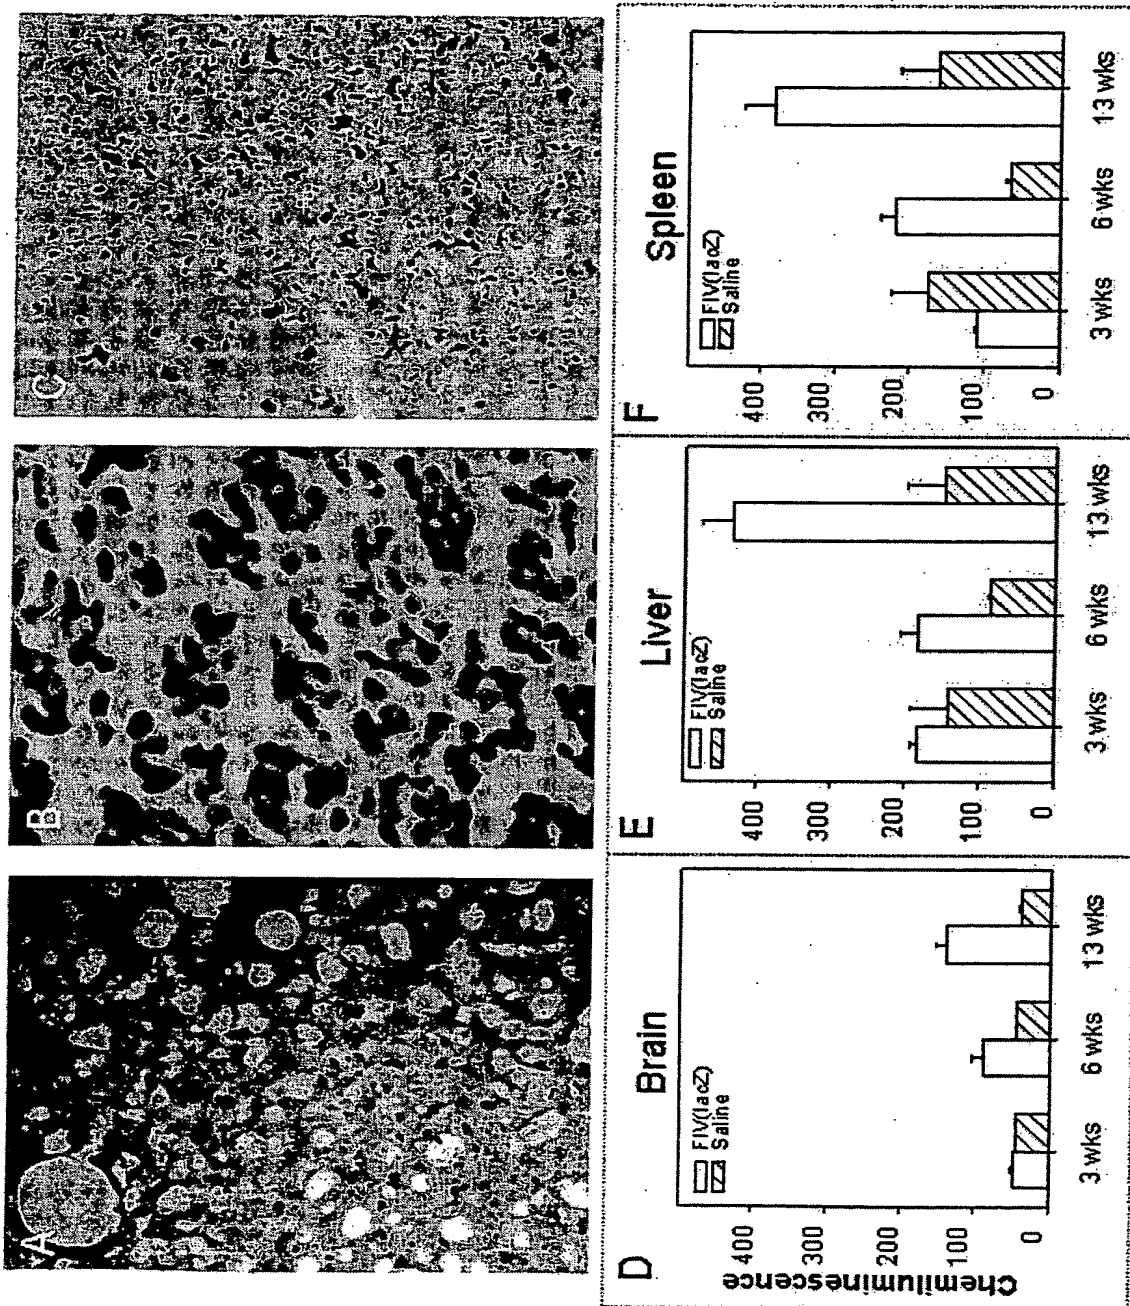 A
B
C
D
Brain
FIV(lacZ)
Saline
Chemiluminescence
400
300
200
100
0
3 wks
6 wks
13 wks
E
Liver
FIV(lacZ)
Saline
400
300
200
100
0
3 wks
6 wks
13 wks
F
Spleen
FIV(lacZ)
Saline
400
300
200
100
0
3 wks
6 wks
13 wks